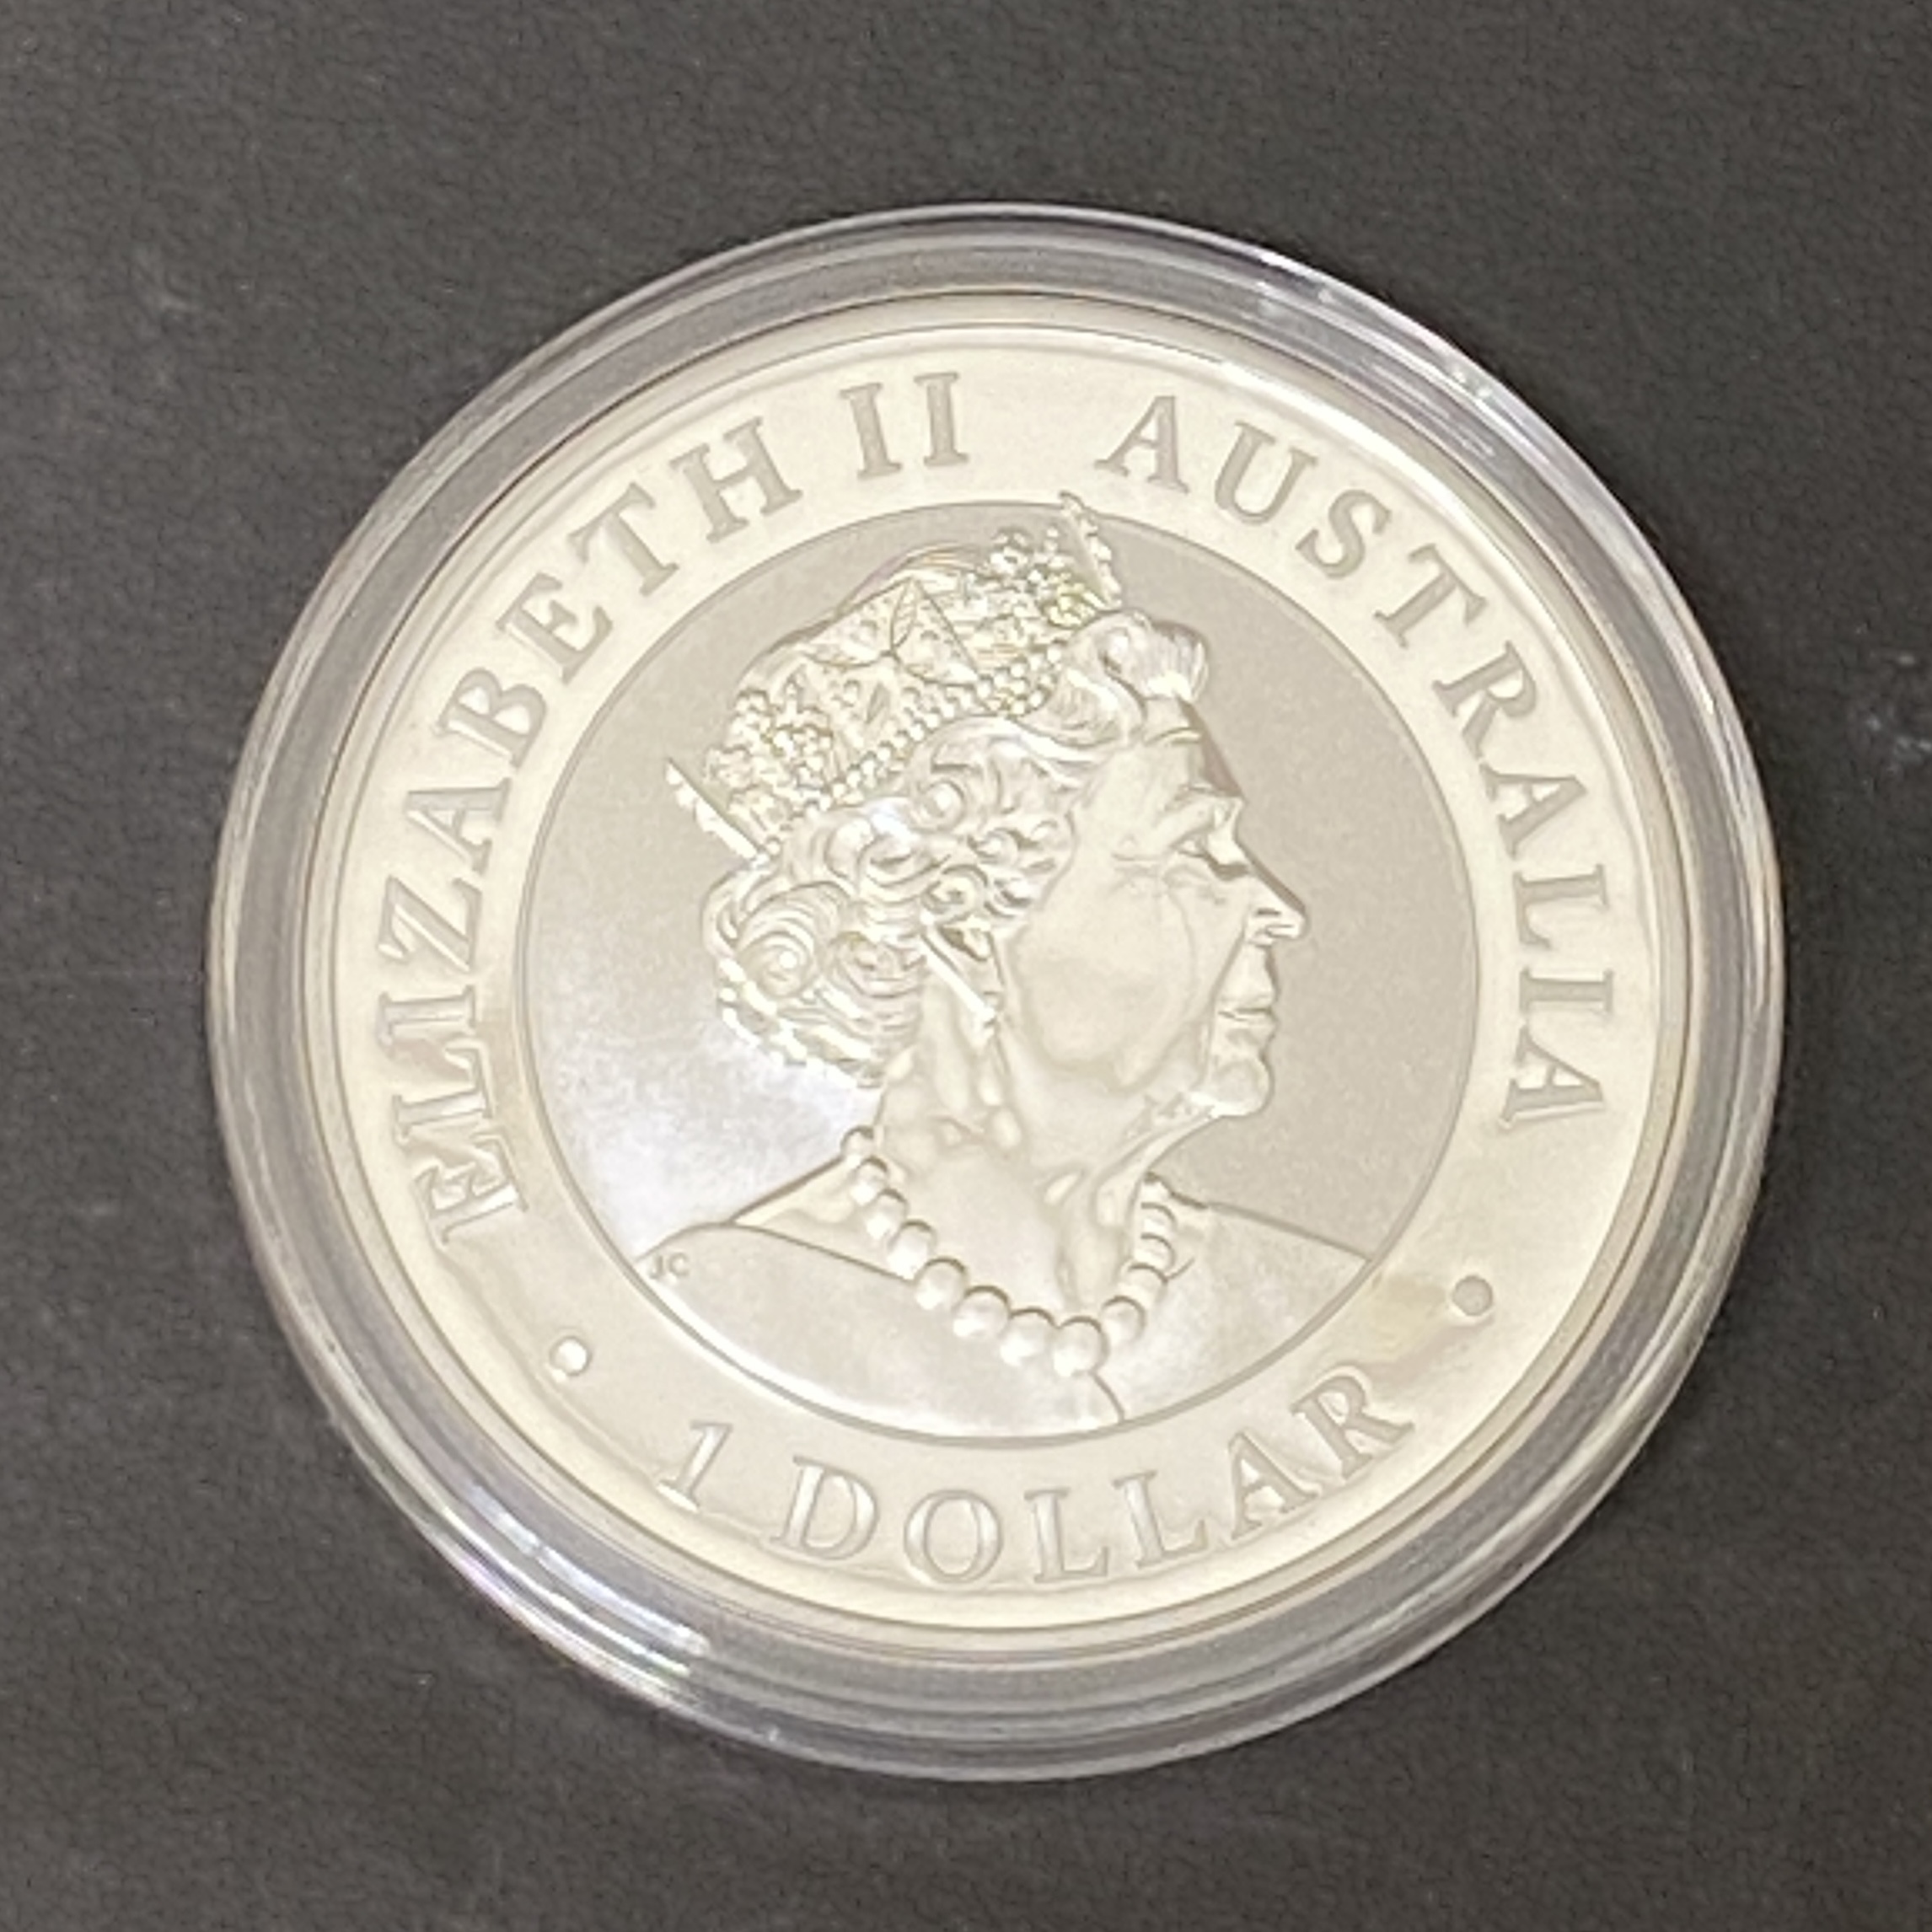 ELIZABETH II AUSTRALIA
• 1 DOLLAR •
JC